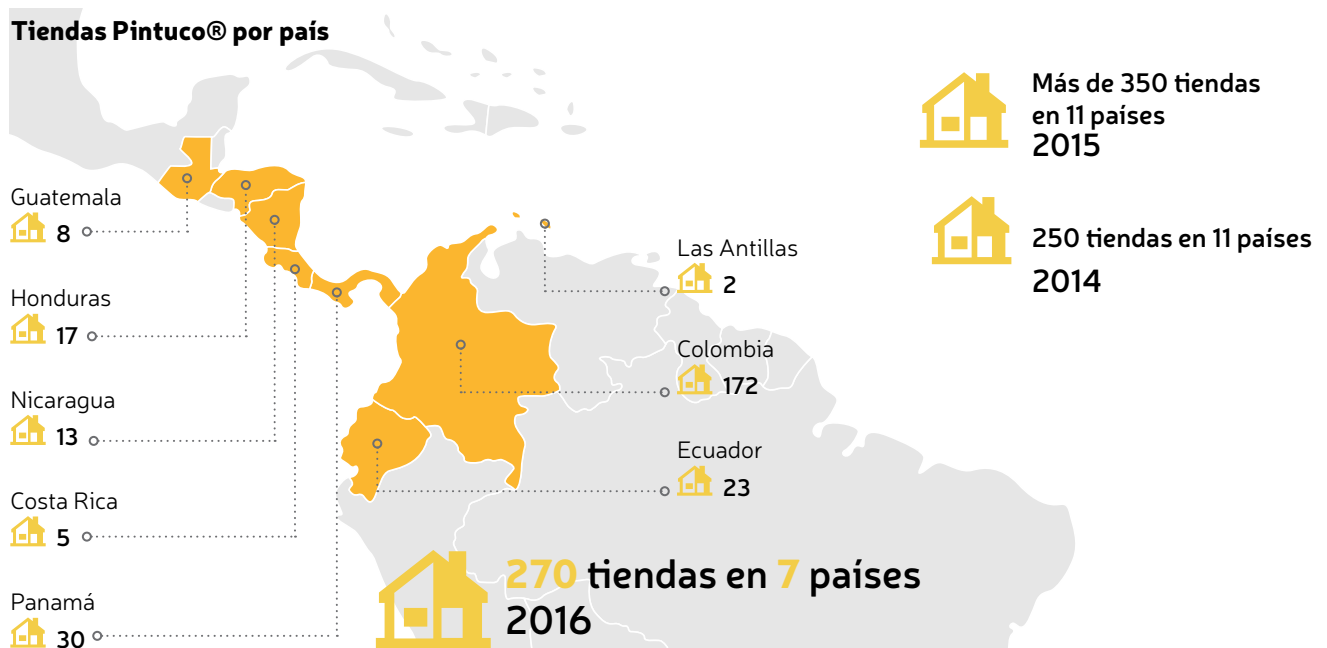 Tiendas Pintuco® por país
Más de 350 tiendas
en 11 países
2015
250 tiendas en 11 países
2014
Guatemala
8
Honduras
17
Nicaragua
13
Costa Rica
5
Panamá
30
Las Antillas
2
Colombia
172
Ecuador
23
270 tiendas en 7 países
2016